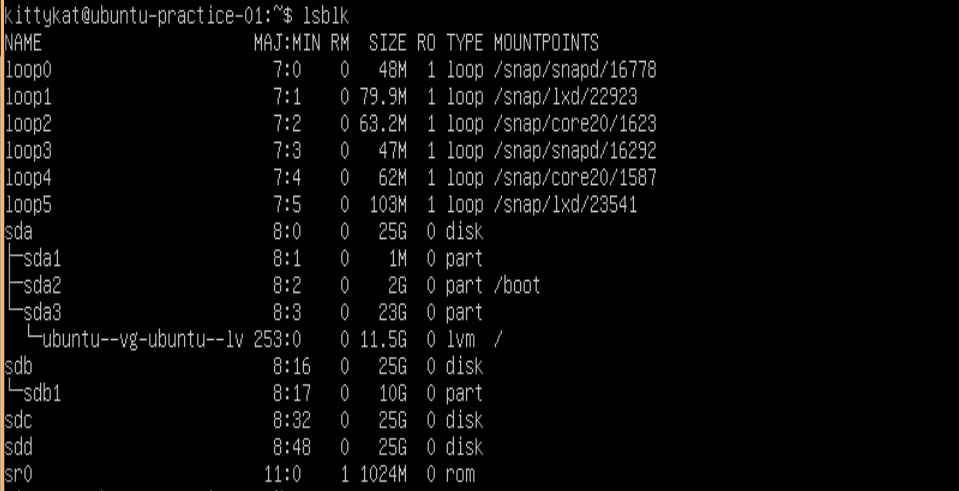 kittykat@ubuntu-practice-01:~$ lsblk
NAME                      MAJ:MIN RM  SIZE RO TYPE MOUNTPOINTS
loop0                       7:0    0   48M  1 loop /snap/snapd/16778
loop1                       7:1    0 79.9M  1 loop /snap/lxd/22923
loop2                       7:2    0 63.2M  1 loop /snap/core20/1623
loop3                       7:3    0   47M  1 loop /snap/snapd/16292
loop4                       7:4    0   62M  1 loop /snap/core20/1587
loop5                       7:5    0  103M  1 loop /snap/lxd/23541
sda                         8:0    0   25G  0 disk
├─sda1                      8:1    0    1M  0 part
├─sda2                      8:2    0    2G  0 part /boot
└─sda3                      8:3    0   23G  0 part
  └─ubuntu--vg-ubuntu--lv 253:0    0 11.5G  0 lvm  /
sdb                         8:16   0   25G  0 disk
└─sdb1                      8:17   0   10G  0 part
sdc                         8:32   0   25G  0 disk
sdd                         8:48   0   25G  0 disk
sr0                        11:0    1 1024M  0 rom